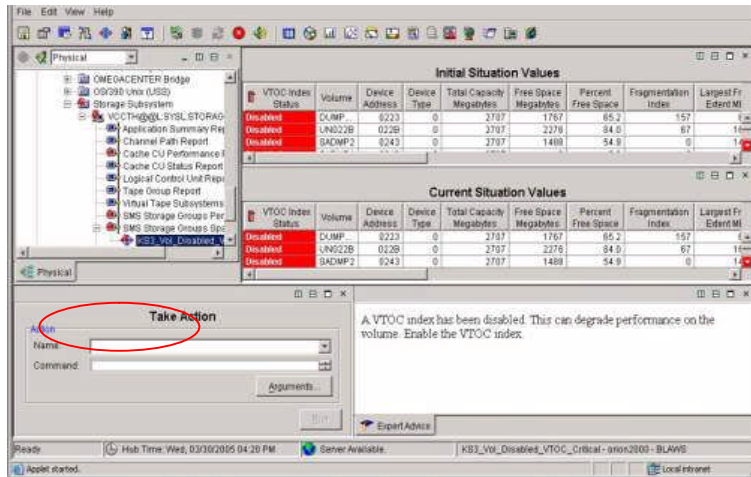 File Edit View Help
Physical
OMEGACENTER Bridge
OS/390 Unix (USS)
Storage Subsystem
Application Summary Rep
Channel Path Report
Cache CU Performance
Cache CU Status Report
Logical Control Unit Repo
Tape Group Report
Virtual Tape Subsystems
SMS Storage Groups Per
SMS Storage Groups Spa
KS3_Vol_Disabled_V
Physical
Initial Situation Values
VTOC Index Status Volume Device Address Device Type Total Capacity Megabytes Free Space Megabytes Percent Free Space Fragmentation Index Largest Fr Extent MI
Disabled DUMP... 0223 0 2707 1767 65.2 157
Disabled UN022B 022B 0 2707 2276 84.0 67
Disabled SADMP2 0243 0 2707 1488 54.9 0
Current Situation Values
VTOC Index Status Volume Device Address Device Type Total Capacity Megabytes Free Space Megabytes Percent Free Space Fragmentation Index Largest Fr Extent MI
Disabled DUMP... 0223 0 2707 1767 65.2 157
Disabled UN022B 022B 0 2707 2276 84.0 67
Disabled SADMP2 0243 0 2707 1488 54.9 0
Take Action
Action
Name:
Command:
Arguments...
Run
A VTOC index has been disabled. This can degrade performance on the
volume. Enable the VTOC index
Expert Advice
Ready
Hub Time: Wed, 03/30/2005 04:20 PM
Server Available.
KS3_Vol_Disabled_VTOC_Critical - orion2000 - BLAWS
Applet started.
Local intranet